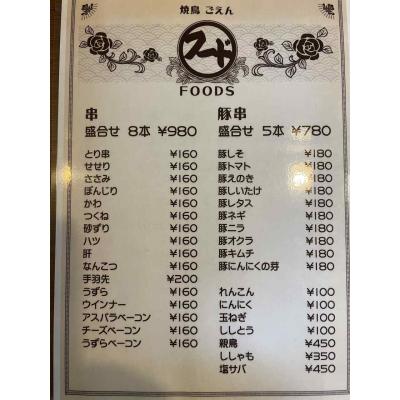 焼鳥 ごえん
フード
FOODS
串
盛合せ 8本 ¥980
とり串 ¥160
せせり ¥160
ささみ ¥160
ぼんじり ¥160
かわ ¥160
つくね ¥160
砂ずり ¥160
ハツ ¥160
肝 ¥160
なんこつ ¥160
手羽先 ¥200
うずら ¥160
ウインナー ¥160
アスパラベーコン ¥160
チーズベーコン ¥160
うずらベーコン ¥160
豚串
盛合せ 5本 ¥780
豚しそ ¥180
豚トマト ¥180
豚えのき ¥180
豚しいたけ ¥180
豚レタス ¥180
豚ネギ ¥180
豚ニラ ¥180
豚オクラ ¥180
豚キムチ ¥180
豚にんにくの芽 ¥180
れんこん ¥100
にんにく ¥100
玉ねぎ ¥100
ししとう ¥100
親鳥 ¥450
ししゃも ¥350
塩サバ ¥450